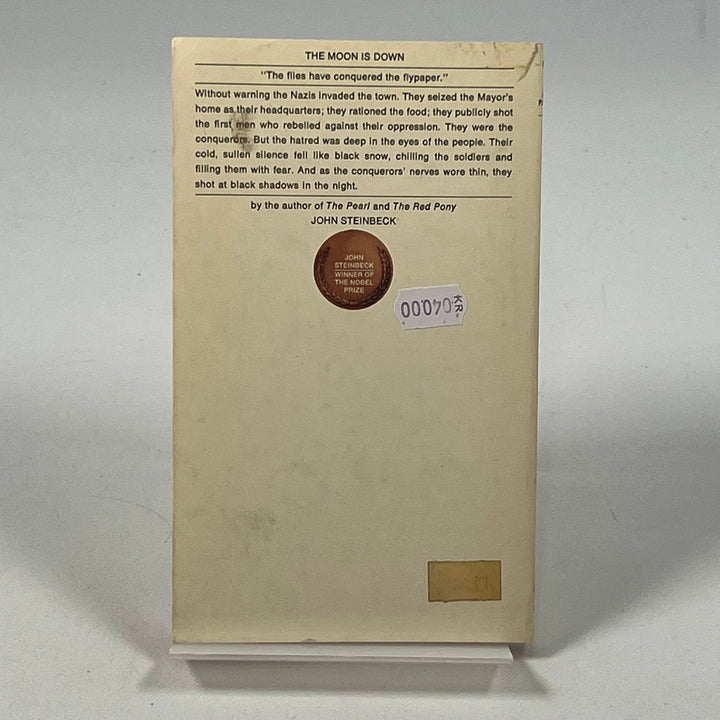 THE MOON IS DOWN
"The flies have conquered the flypaper."
Without warning the Nazis invaded the town. They seized the Mayor's
home as their headquarters; they rationed the food; they publicly shot
the first men who rebelled against their oppression. They were the
conquerors. But the hatred was deep in the eyes of the people. Their
cold, sullen silence fell like black snow, chilling the soldiers and
filling them with fear. And as the conquerors' nerves wore thin, they
shot at black shadows in the night.
by the author of The Pearl and The Red Pony
JOHN STEINBECK
JOHN
STEINBECK
WINNER OF
THE NOBEL
PRIZE
KR.
04000